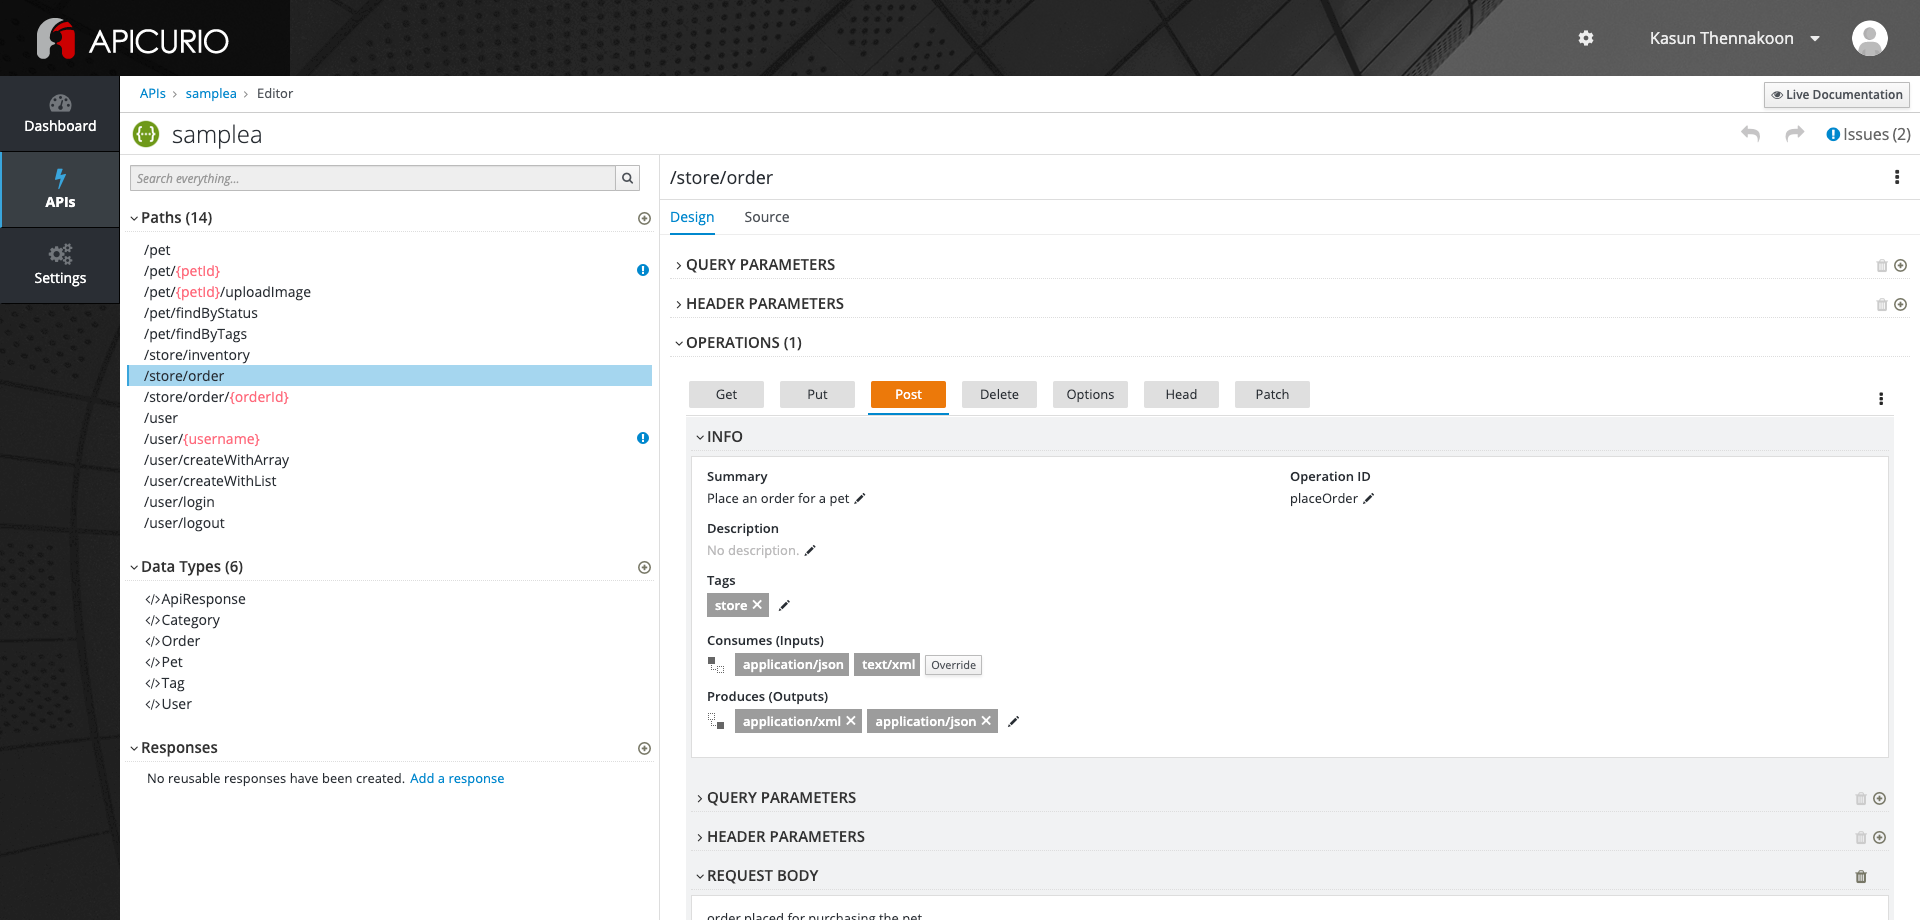 APICURIO
Kasun Thennakoon
Dashboard
APIs
Settings
APIs › samplea › Editor
Live Documentation
samplea
Issues (2)
Search everything...
Paths (14)
/pet
/pet/{petId}
/pet/{petId}/uploadImage
/pet/findByStatus
/pet/findByTags
/store/inventory
/store/order
/store/order/{orderId}
/user
/user/{username}
/user/createWithArray
/user/createWithList
/user/login
/user/logout
Data Types (6)
</>ApiResponse
</>Category
</>Order
</>Pet
</>Tag
</>User
Responses
No reusable responses have been created. Add a response
/store/order
Design Source
QUERY PARAMETERS
HEADER PARAMETERS
OPERATIONS (1)
Get Put Post Delete Options Head Patch
INFO
Summary
Place an order for a pet
Operation ID
placeOrder
Description
No description.
Tags
store
Consumes (Inputs)
application/json text/xml Override
Produces (Outputs)
application/xml application/json
QUERY PARAMETERS
HEADER PARAMETERS
REQUEST BODY
order placed for purchasing the pet